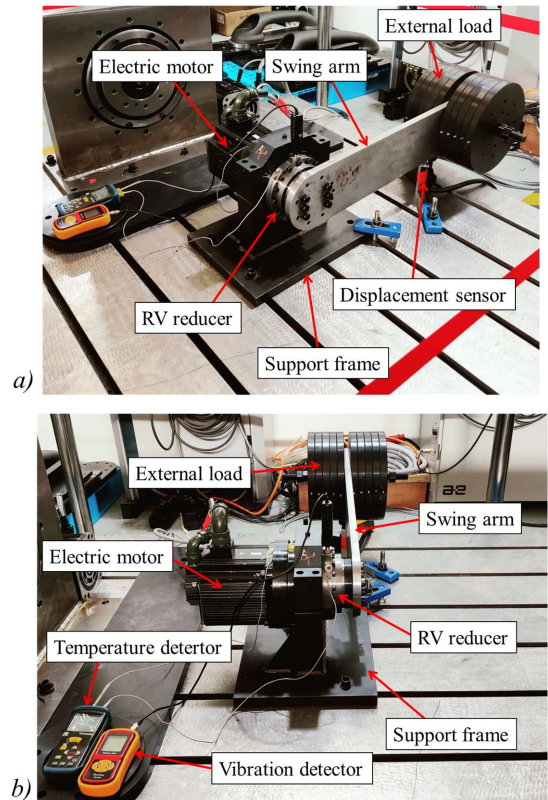 External load
Electric motor
Swing arm
RV reducer
Displacement sensor
Support frame
a)
External load
Swing arm
Electric motor
RV reducer
Temperature detertor
Support frame
Vibration detector
b)